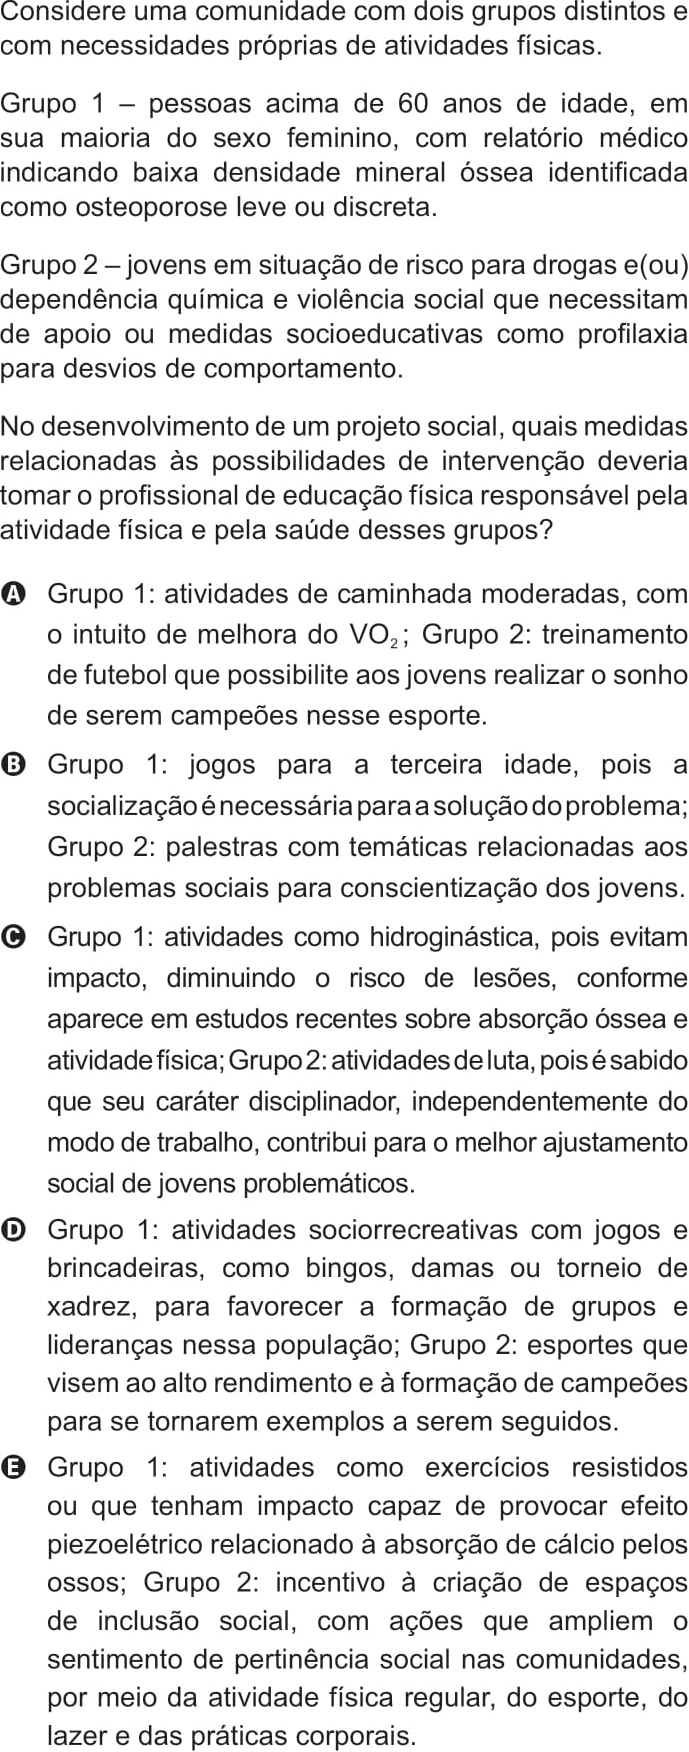 Considere uma comunidade com dois grupos distintos e
com necessidades próprias de atividades físicas.
Grupo 1 – pessoas acima de 60 anos de idade, em
sua maioria do sexo feminino, com relatório médico
indicando baixa densidade mineral óssea identificada
como osteoporose leve ou discreta.
Grupo 2 – jovens em situação de risco para drogas e(ou)
dependência química e violência social que necessitam
de apoio ou medidas socioeducativas como profilaxia
para desvios de comportamento.
No desenvolvimento de um projeto social, quais medidas
relacionadas às possibilidades de intervenção deveria
tomar o profissional de educação física responsável pela
atividade física e pela saúde desses grupos?
A Grupo 1: atividades de caminhada moderadas, com
o intuito de melhora do VO₂; Grupo 2: treinamento
de futebol que possibilite aos jovens realizar o sonho
de serem campeões nesse esporte.
B Grupo 1: jogos para a terceira idade, pois a
socialização é necessária para a solução do problema;
Grupo 2: palestras com temáticas relacionadas aos
problemas sociais para conscientização dos jovens.
C Grupo 1: atividades como hidroginástica, pois evitam
impacto, diminuindo o risco de lesões, conforme
aparece em estudos recentes sobre absorção óssea e
atividade física; Grupo 2: atividades de luta, pois é sabido
que seu caráter disciplinador, independentemente do
modo de trabalho, contribui para o melhor ajustamento
social de jovens problemáticos.
D Grupo 1: atividades sociorrecreativas com jogos e
brincadeiras, como bingos, damas ou torneio de
xadrez, para favorecer a formação de grupos e
lideranças nessa população; Grupo 2: esportes que
visem ao alto rendimento e à formação de campeões
para se tornarem exemplos a serem seguidos.
E Grupo 1: atividades como exercícios resistidos
ou que tenham impacto capaz de provocar efeito
piezoelétrico relacionado à absorção de cálcio pelos
ossos; Grupo 2: incentivo à criação de espaços
de inclusão social, com ações que ampliem o
sentimento de pertinência social nas comunidades,
por meio da atividade física regular, do esporte, do
lazer e das práticas corporais.